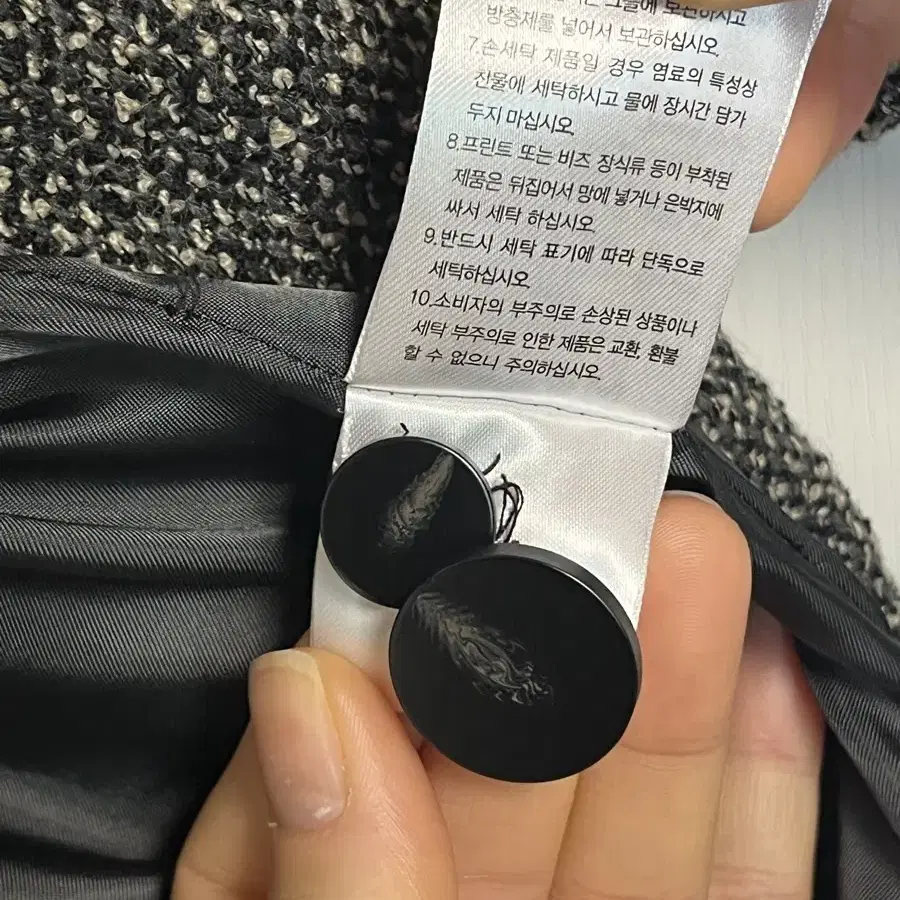 그늘에 보관하시고
방충제를 넣어서 보관하십시오.
7.손세탁 제품일 경우 염료의 특성상
찬물에 세탁하시고 물에 장시간 담가
두지 마십시오.
8.프린트 또는 비즈 장식류 등이 부착된
제품은 뒤집어서 망에 넣거나 은박지에
싸서 세탁 하십시오.
9.반드시 세탁 표기에 따라 단독으로
세탁하십시오.
10.소비자의 부주의로 손상된 상품이나
세탁 부주의로 인한 제품은 교환, 환불
할 수 없으니 주의하십시오.